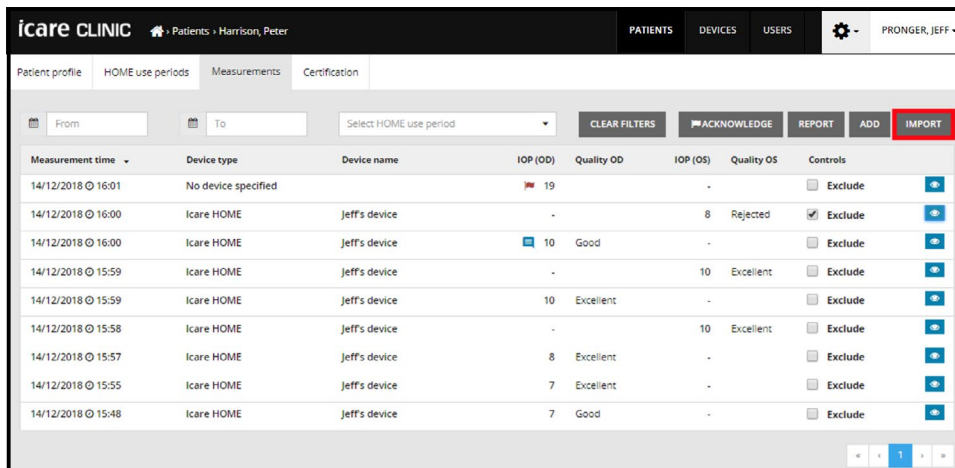 icare CLINIC › Patients › Harrison, Peter PATIENTS DEVICES USERS PRONGER, JEFF
Patient profile HOME use periods Measurements Certification
From To Select HOME use period CLEAR FILTERS ACKNOWLEDGE REPORT ADD IMPORT
Measurement time Device type Device name IOP (OD) Quality OD IOP (OS) Quality OS Controls
14/12/2018 16:01 No device specified 19 - Exclude
14/12/2018 16:00 Icare HOME Jeff's device - 8 Rejected Exclude
14/12/2018 16:00 Icare HOME Jeff's device 10 Good - Exclude
14/12/2018 15:59 Icare HOME Jeff's device - 10 Excellent Exclude
14/12/2018 15:59 Icare HOME Jeff's device 10 Excellent - Exclude
14/12/2018 15:58 Icare HOME Jeff's device - 10 Excellent Exclude
14/12/2018 15:57 Icare HOME Jeff's device 8 Excellent - Exclude
14/12/2018 15:55 Icare HOME Jeff's device 7 Excellent - Exclude
14/12/2018 15:48 Icare HOME Jeff's device 7 Good - Exclude
« ‹ 1 › »